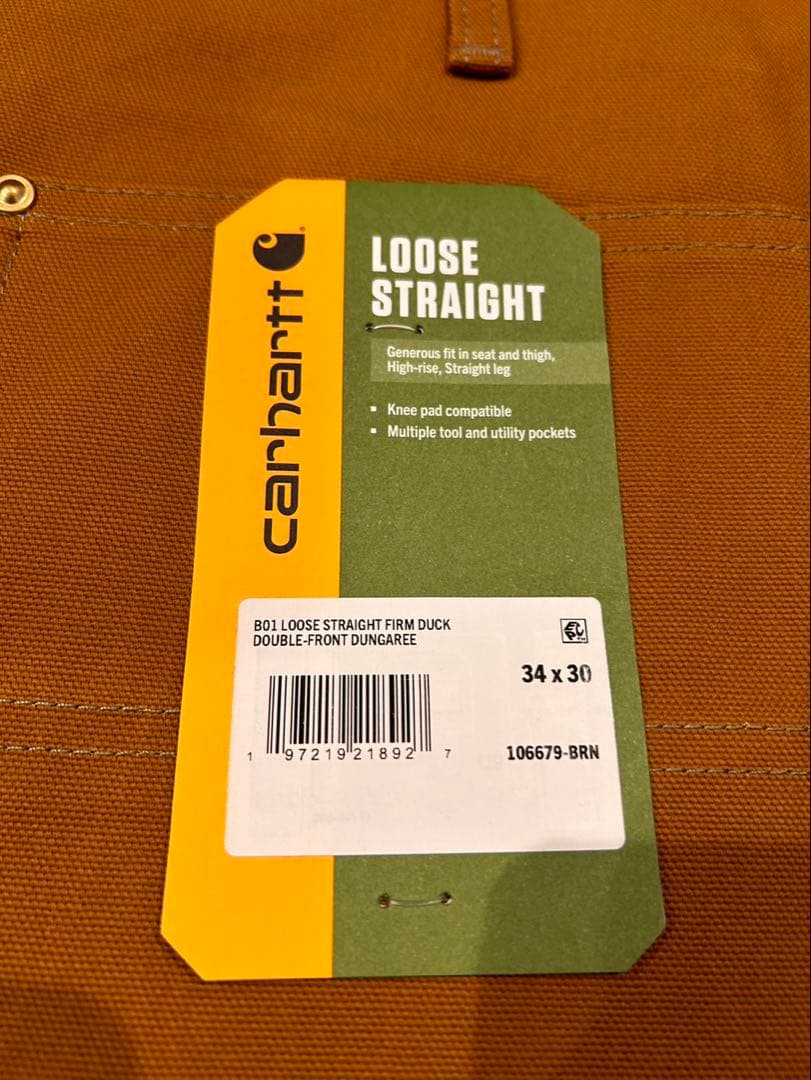 carhartt
LOOSE
STRAIGHT
Generous fit in seat and thigh,
High-rise, Straight leg
▪ Knee pad compatible
▪ Multiple tool and utility pockets
B01 LOOSE STRAIGHT FIRM DUCK
DOUBLE-FRONT DUNGAREE
34 x 30
1 97219 21892 7
106679-BRN